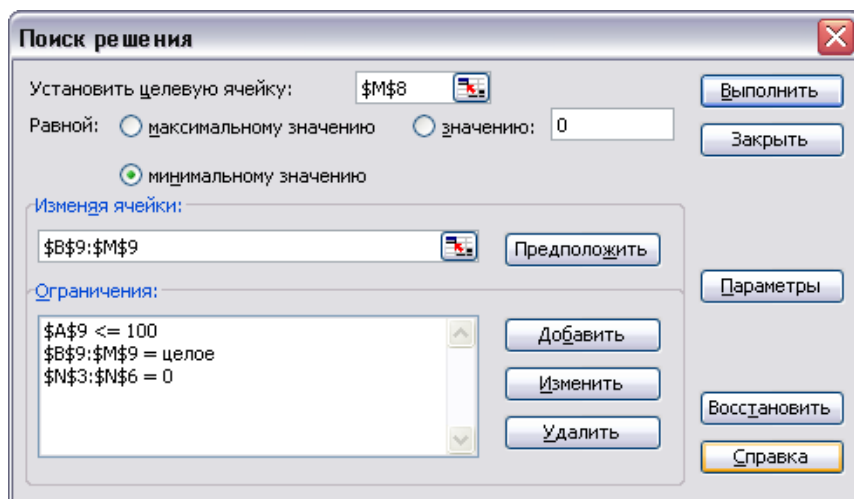 Поиск решения
Установить целевую ячейку: $M$8
Выполнить
Равной: максимальному значению значению: 0
Закрыть
минимальному значению
Изменяя ячейки:
$B$9:$M$9 Предположить
Ограничения:
Параметры
$A$9 <= 100
$B$9:$M$9 = целое
$N$3:$N$6 = 0
Добавить
Изменить
Восстановить
Удалить
Справка